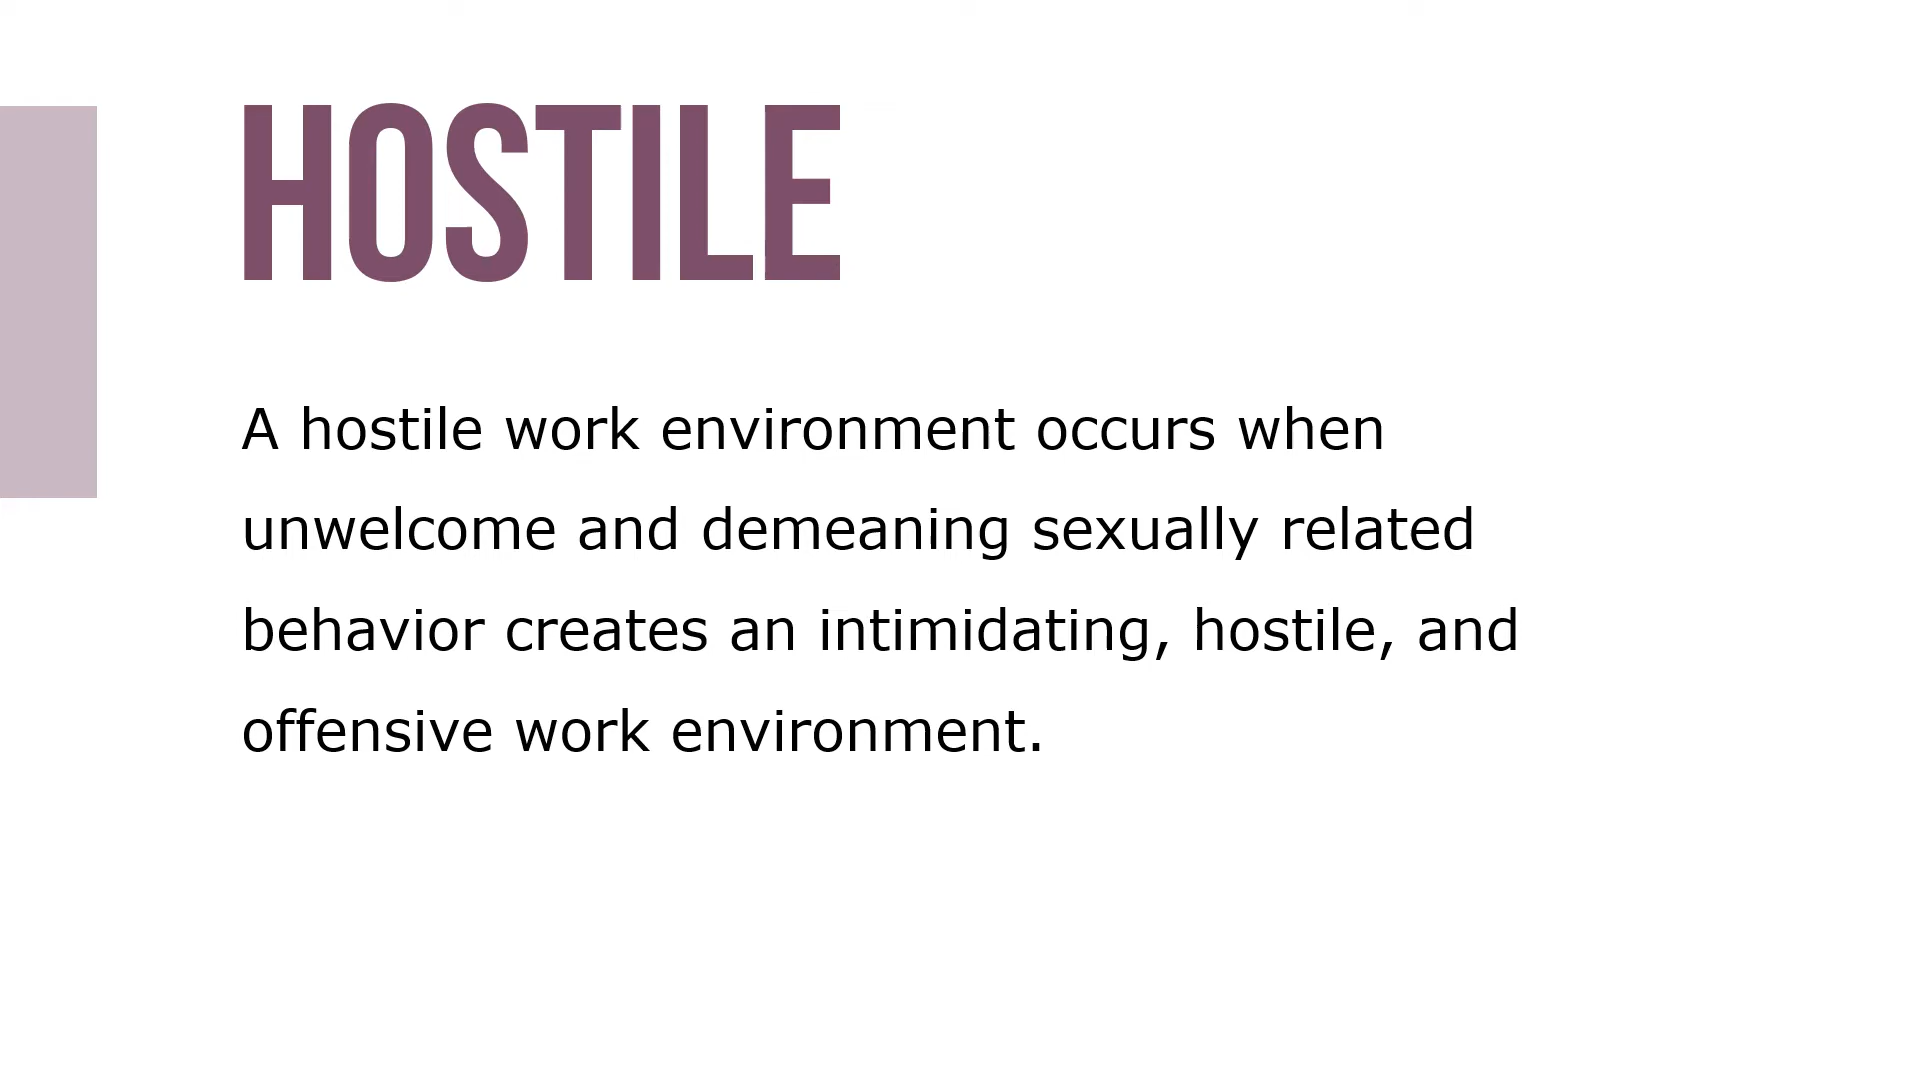 HOSTILE
A hostile work environment occurs when
unwelcome and demeaning sexually related
behavior creates an intimidating, hostile, and
offensive work environment.